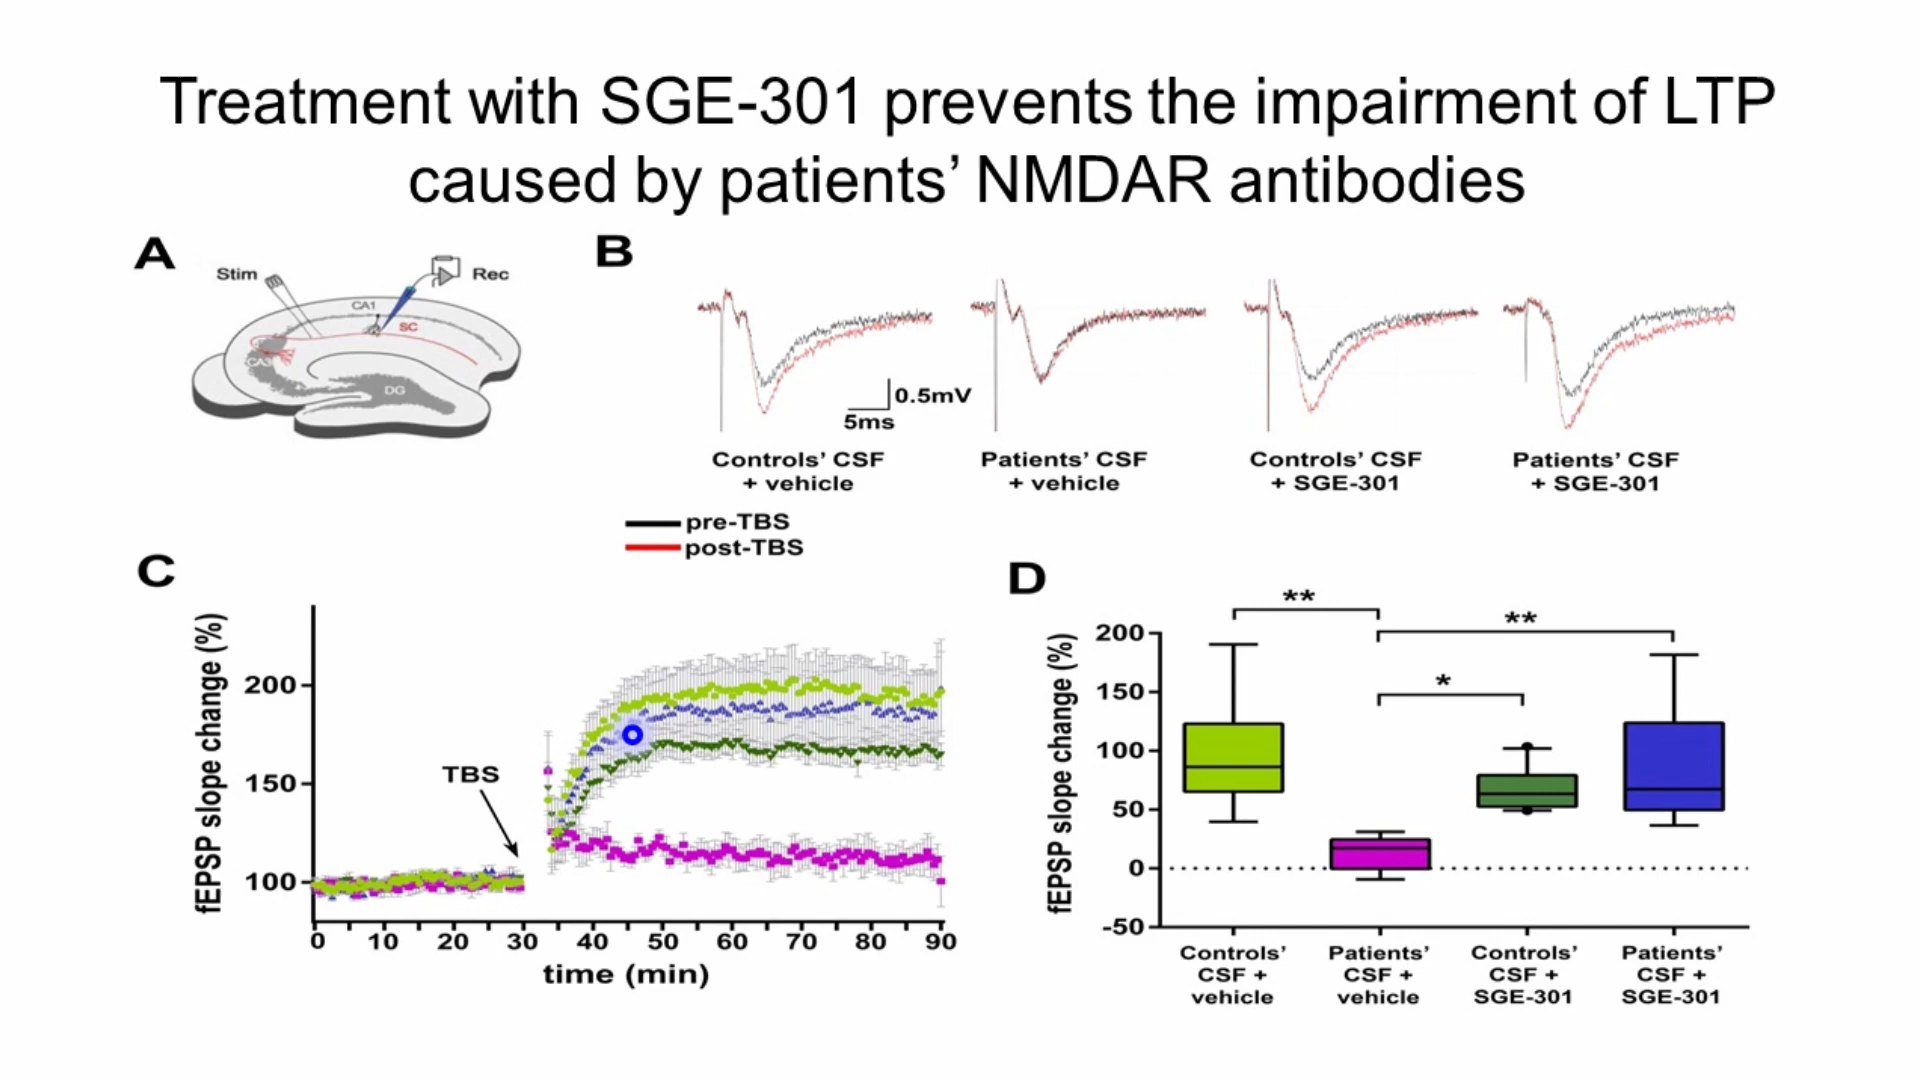 Treatment with SGE-301 prevents the impairment of LTP
caused by patients’ NMDAR antibodies
A
Stim
Rec
CA1
SC
CA3
DG
B
0.5mV
5ms
Controls’ CSF
+ vehicle
Patients’ CSF
+ vehicle
Controls’ CSF
+ SGE-301
Patients’ CSF
+ SGE-301
pre-TBS
post-TBS
C
fEPSP slope change (%)
200
150
100
TBS
0 10 20 30 40 50 60 70 80 90
time (min)
D
fEPSP slope change (%)
200
150
100
50
0
-50
**
**
*
Controls’
CSF +
vehicle
Patients’
CSF +
vehicle
Controls’
CSF +
SGE-301
Patients’
CSF +
SGE-301